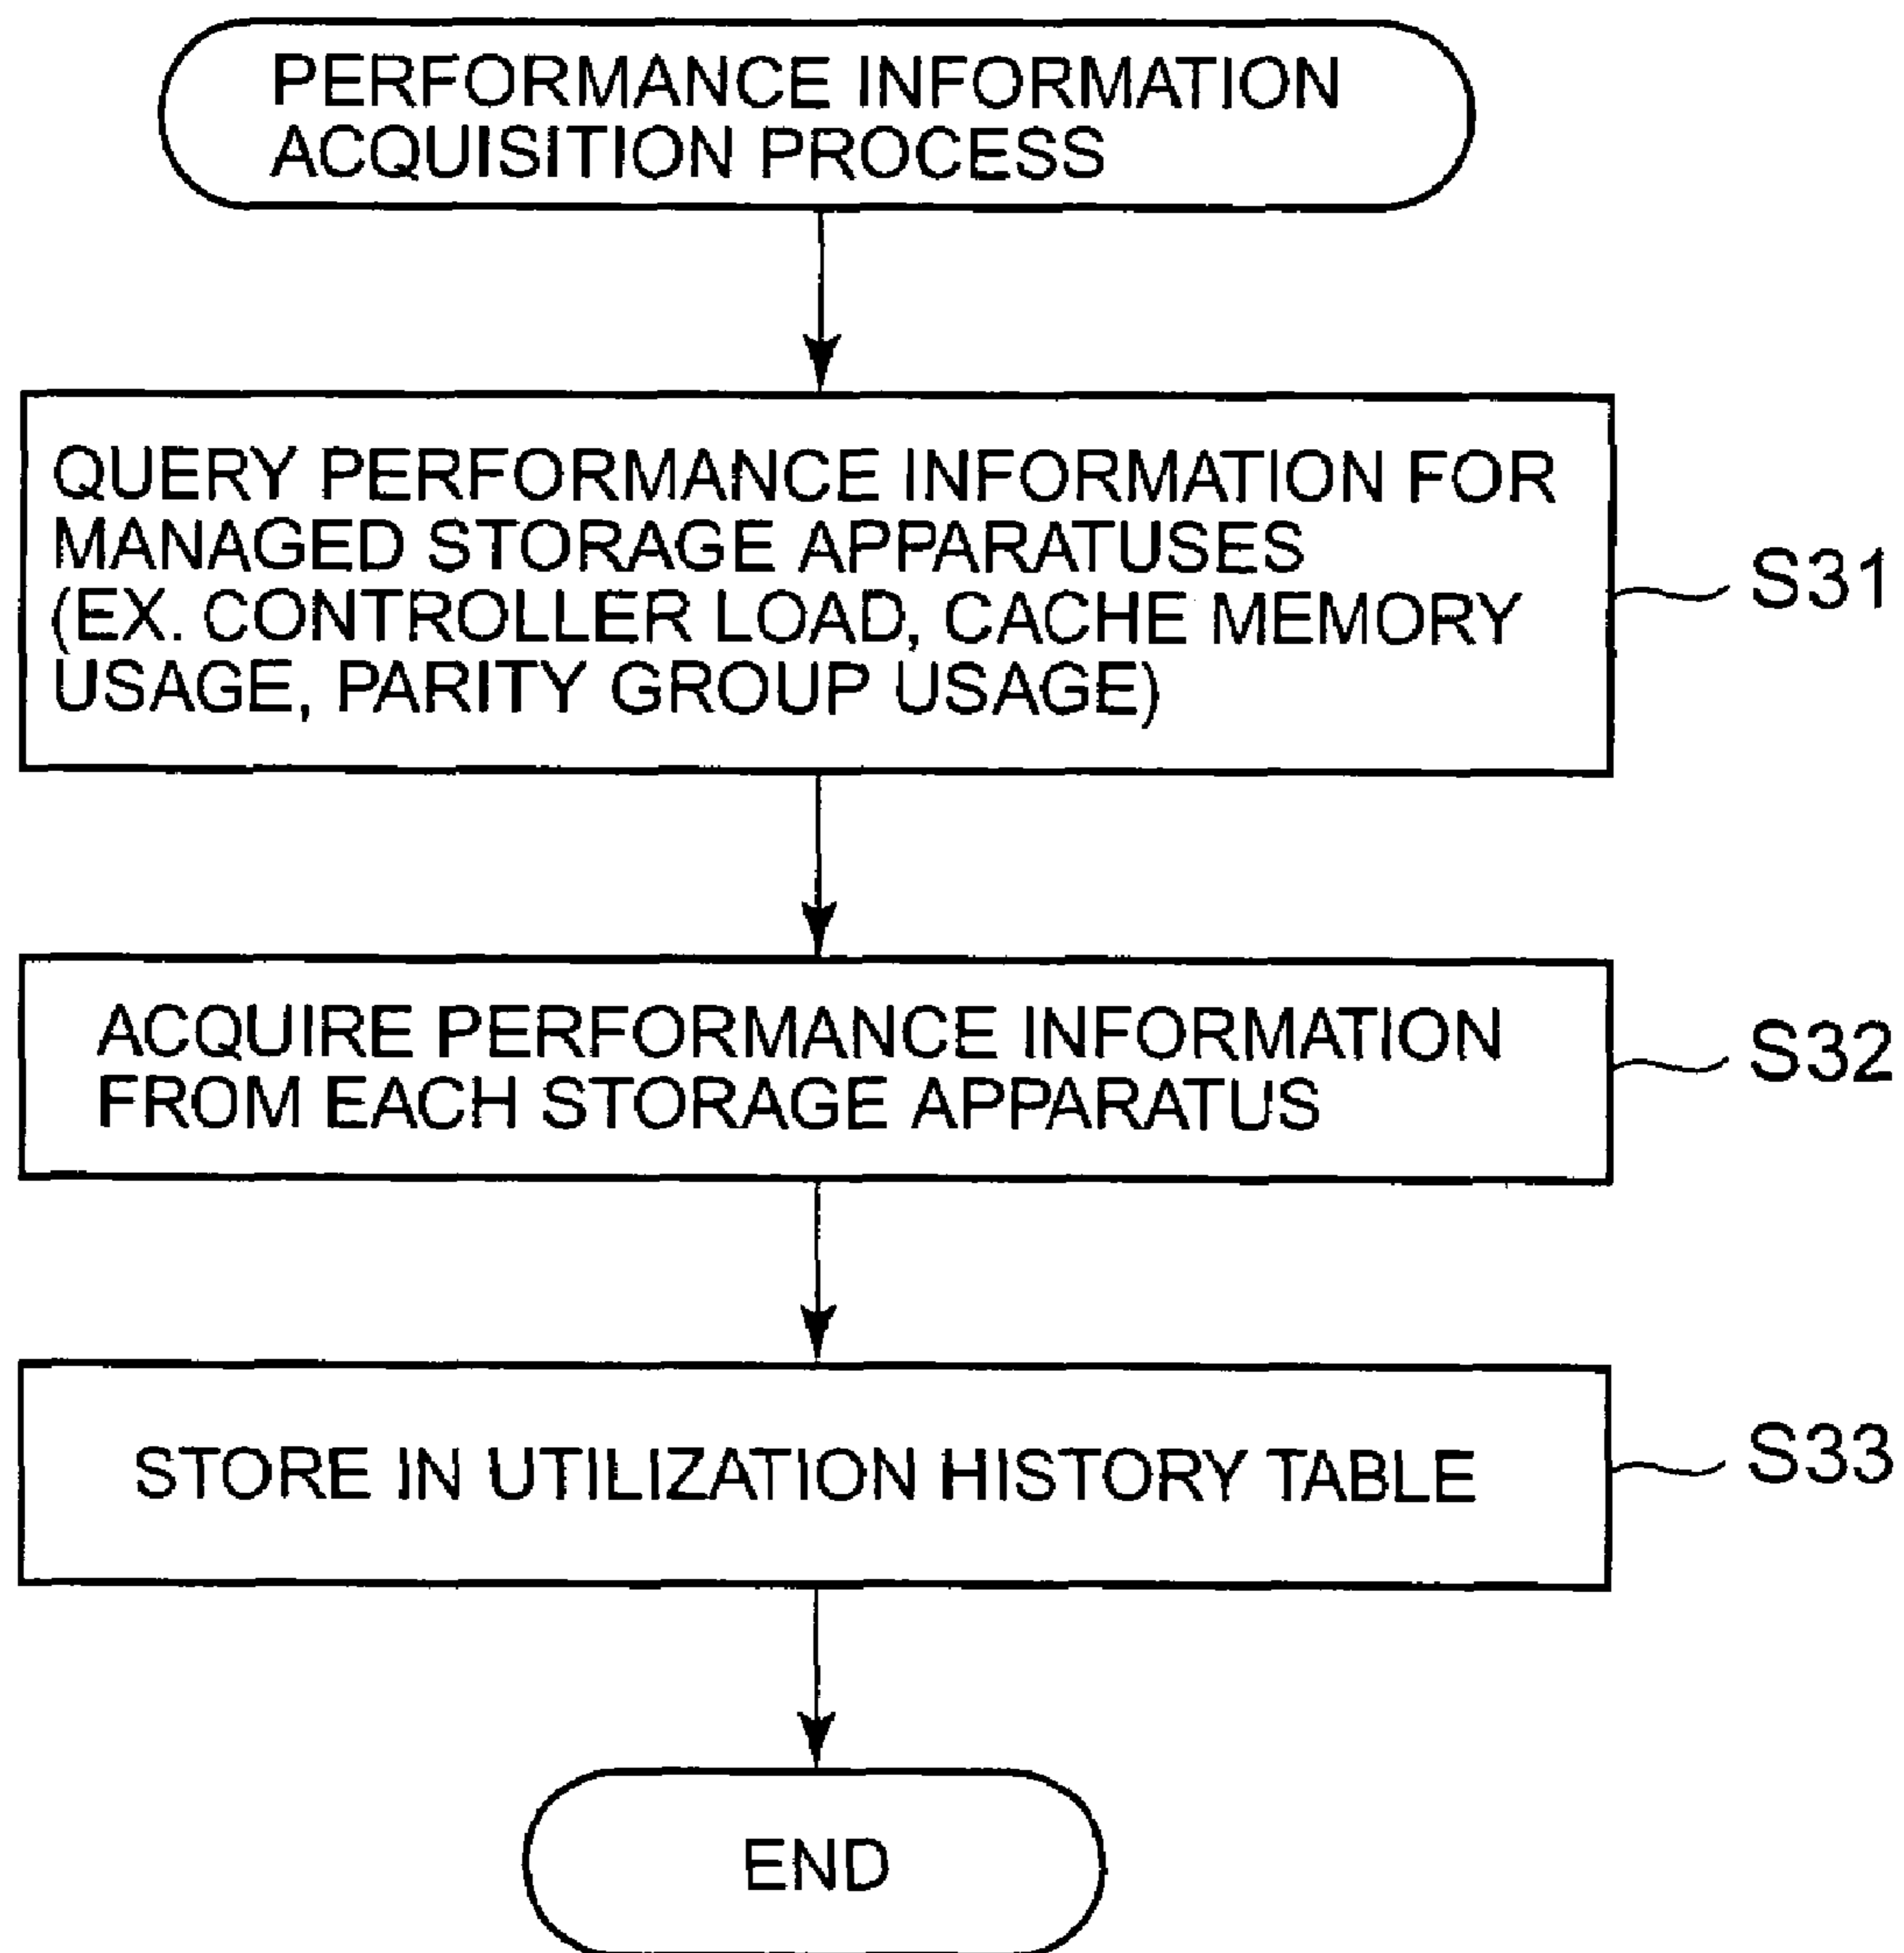 PERFORMANCE INFORMATION
ACQUISITION PROCESS
QUERY PERFORMANCE INFORMATION FOR
MANAGED STORAGE APPARATUSES
(EX. CONTROLLER LOAD, CACHE MEMORY
USAGE, PARITY GROUP USAGE)
S31
ACQUIRE PERFORMANCE INFORMATION
FROM EACH STORAGE APPARATUS
S32
STORE IN UTILIZATION HISTORY TABLE
S33
END